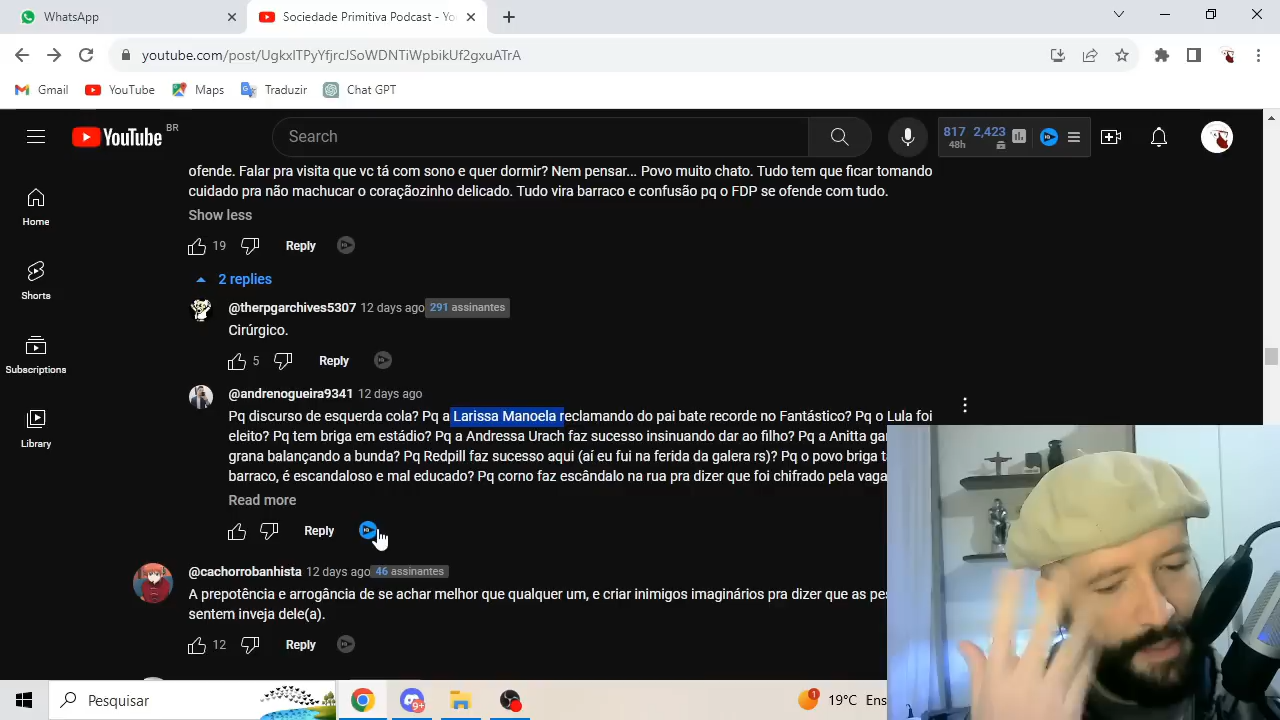 WhatsApp
Sociedade Primitiva Podcast - Yo
youtube.com/post/UgkxlTPyYfjrcJSoWDNTiWpbikUf2gxuATrA
Gmail YouTube Maps Traduzir Chat GPT
YouTube BR
Search
817 2,423
48h
Home
Shorts
Subscriptions
Library
ofende. Falar pra visita que vc tá com sono e quer dormir? Nem pensar... Povo muito chato. Tudo tem que ficar tomando
cuidado pra não machucar o coraçãozinho delicado. Tudo vira barraco e confusão pq o FDP se ofende com tudo.
Show less
19 Reply
2 replies
@therpgarchives5307 12 days ago 291 assinantes
Cirúrgico.
5 Reply
@andrenogueira9341 12 days ago
Pq discurso de esquerda cola? Pq a Larissa Manoela reclamando do pai bate recorde no Fantástico? Pq o Lula foi
eleito? Pq tem briga em estádio? Pq a Andressa Urach faz sucesso insinuando dar ao filho? Pq a Anitta
grana balançando a bunda? Pq Redpill faz sucesso aqui (aí eu fui na ferida da galera rs)? Pq o povo briga
barraco, é escandaloso e mal educado? Pq corno faz escândalo na rua pra dizer que foi chifrado pela
Read more
Reply
@cachorrobanhista 12 days ago 46 assinantes
A prepotência e arrogância de se achar melhor que qualquer um, e criar inimigos imaginários pra dizer que as
sentem inveja dele(a).
12 Reply
Pesquisar
9+
1
19°C